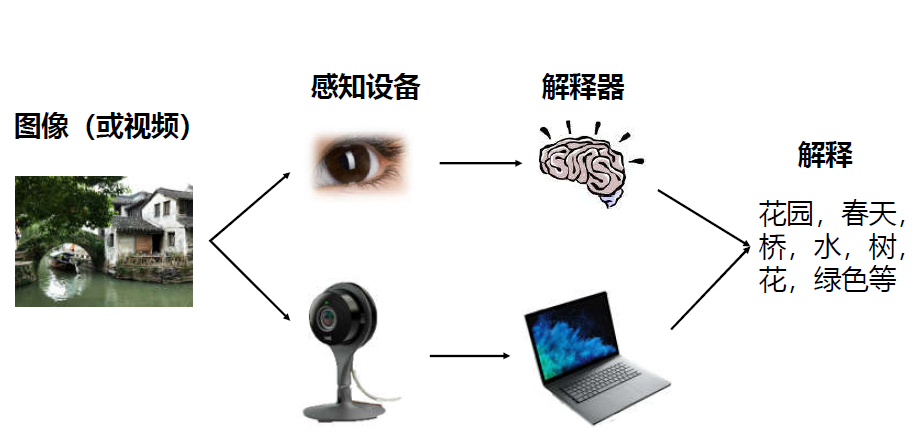 感知设备
解释器
图像（或视频）
解释
花园，春天，
桥，水，树，
花，绿色等